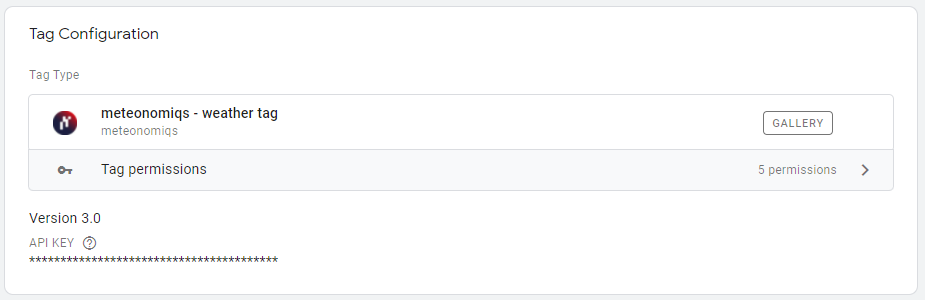 Tag Configuration
Tag Type
meteonomiqs - weather tag
meteonomiqs
GALLERY
Tag permissions
5 permissions
Version 3.0
API KEY
****************************************